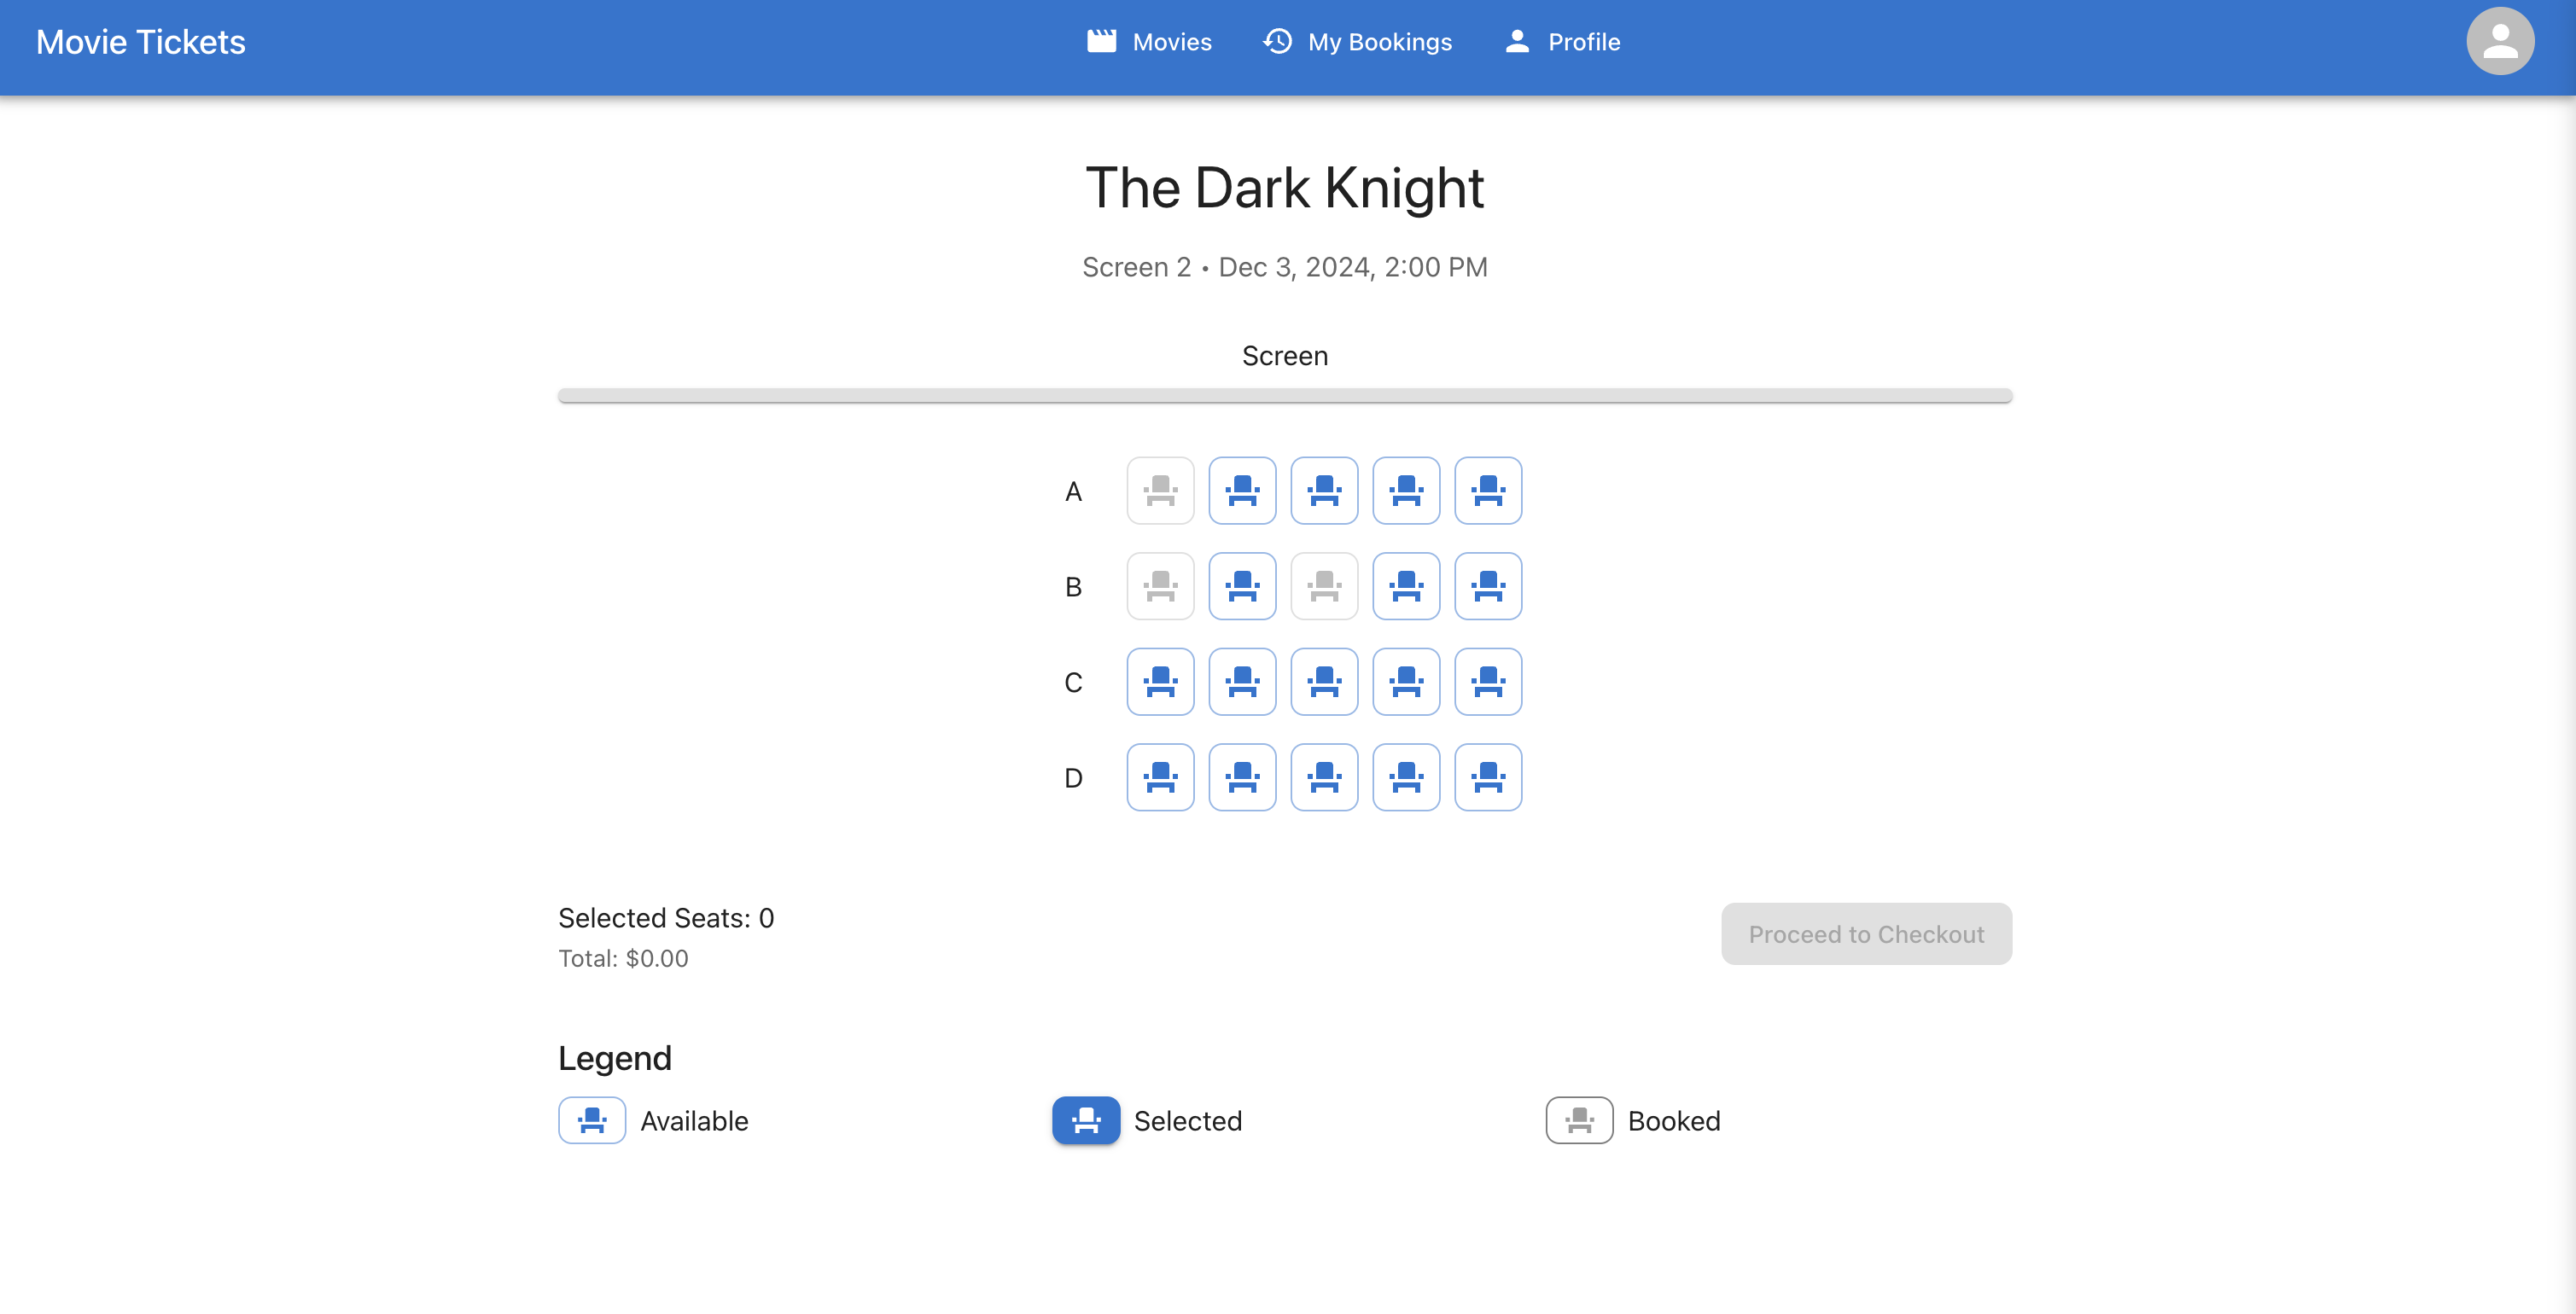 Movie Tickets
Movies
My Bookings
Profile
The Dark Knight
Screen 2 • Dec 3, 2024, 2:00 PM
Screen
A
B
C
D
Selected Seats: 0
Total: $0.00
Proceed to Checkout
Legend
Available
Selected
Booked